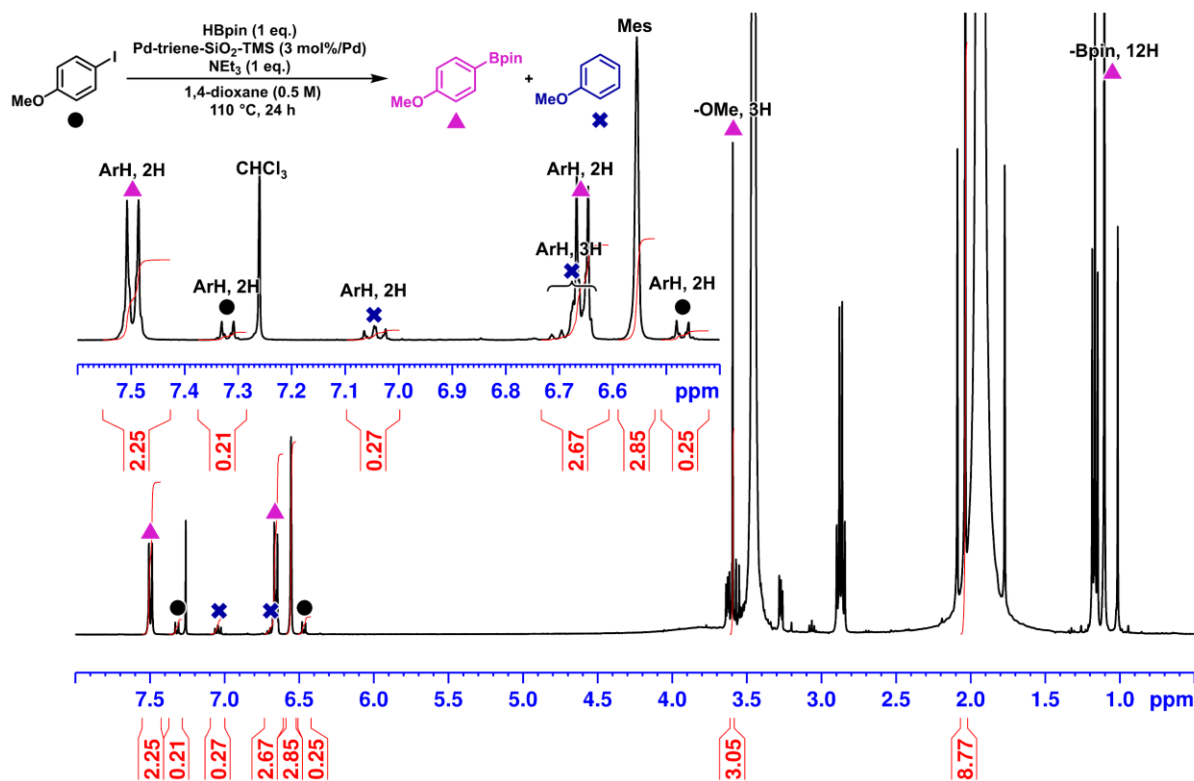 HBpin (1 eq.)
Pd-triene-SiO₂-TMS (3 mol%/Pd)
NEt₃ (1 eq.)
1,4-dioxane (0.5 M)
110 °C, 24 h
I
MeO
Bpin
MeO
+
MeO
Mes
-Bpin, 12H
-OMe, 3H
ArH, 2H
CHCl₃
ArH, 2H
ArH, 3H
ArH, 2H
ArH, 2H
ArH, 2H
7.5 7.4 7.3 7.2 7.1 7.0 6.9 6.8 6.7 6.6 ppm
2.25 0.21 0.27 2.67 2.85 0.25
7.5 7.0 6.5 6.0 5.5 5.0 4.5 4.0 3.5 3.0 2.5 2.0 1.5 1.0 ppm
2.25 0.21 0.27 2.67 2.85 0.25 3.05 8.77